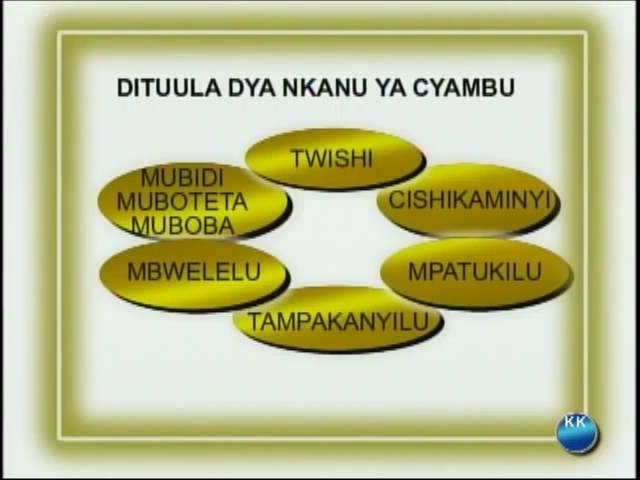 DITUULA DYA NKANU YA CYAMBU
TWISHI
MUBIDI
MUBOTETA
MUBOBA
CISHIKAMINYI
MBWELELU
MPATUKILU
TAMPAKANYILU
KK